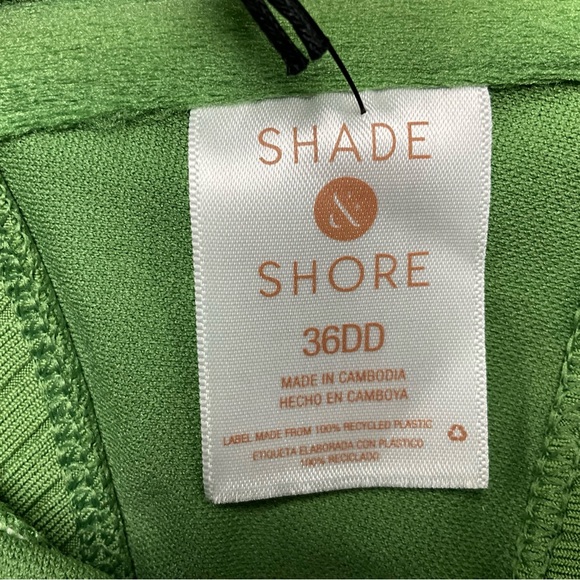 SHADE
&
SHORE
36DD
MADE IN CAMBODIA
HECHO EN CAMBOYA
LABEL MADE FROM 100% RECYCLED PLASTIC
ETIQUETA ELABORADA CON PLÁSTICO
100% RECICLADO